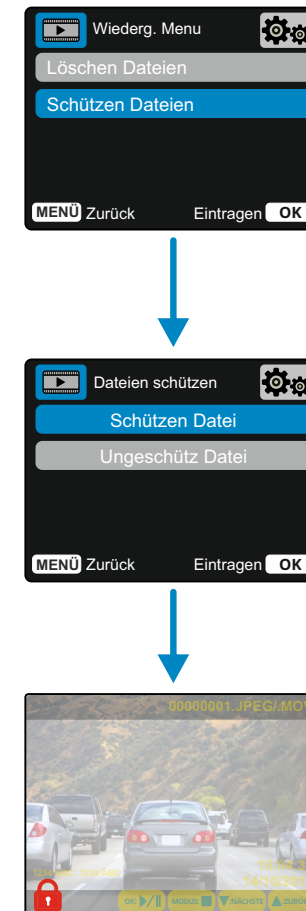 Wiederg. Menu
Löschen Dateien
Schützen Dateien
MENÜ Zurück Eintragen OK
Dateien schützen
Schützen Datei
Ungeschütz Datei
MENÜ Zurück Eintragen OK
00000001.JPEG/.MOV
OK: MODUS: :NÄCHSTE